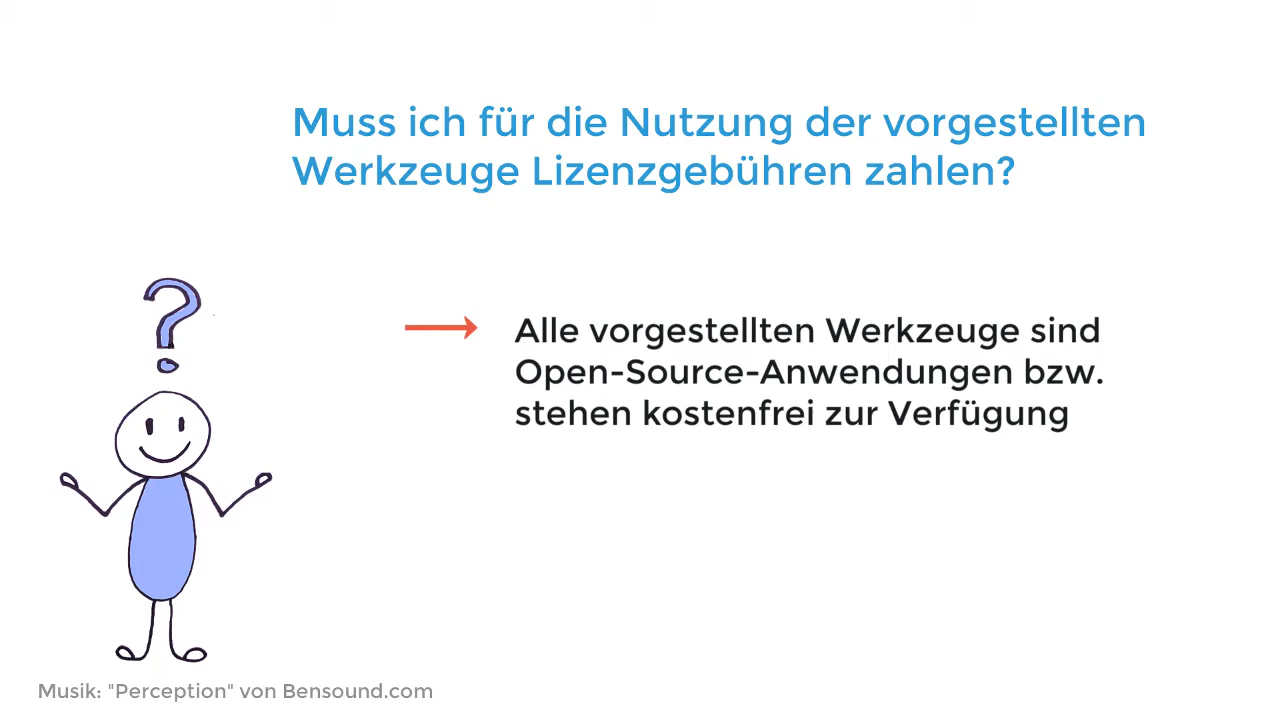 Muss ich für die Nutzung der vorgestellten
Werkzeuge Lizenzgebühren zahlen?
?
Alle vorgestellten Werkzeuge sind
Open-Source-Anwendungen bzw.
stehen kostenfrei zur Verfügung
Musik: "Perception" von Bensound.com